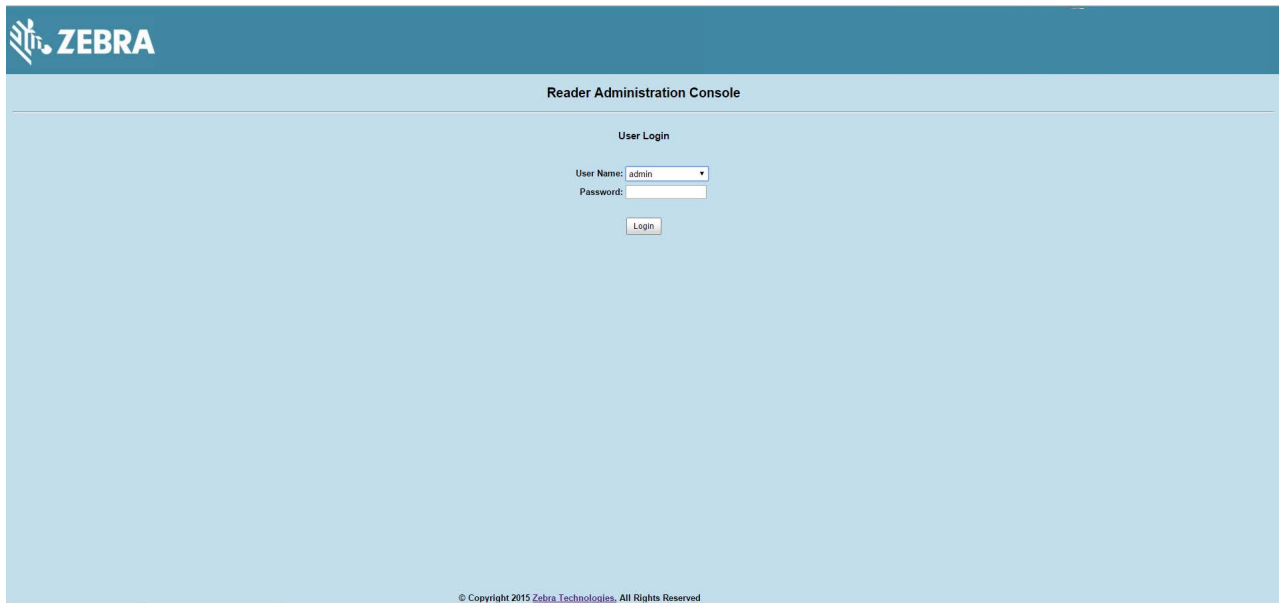 ZEBRA
Reader Administration Console
User Login
User Name: admin
Password:
Login
© Copyright 2015 Zebra Technologies. All Rights Reserved